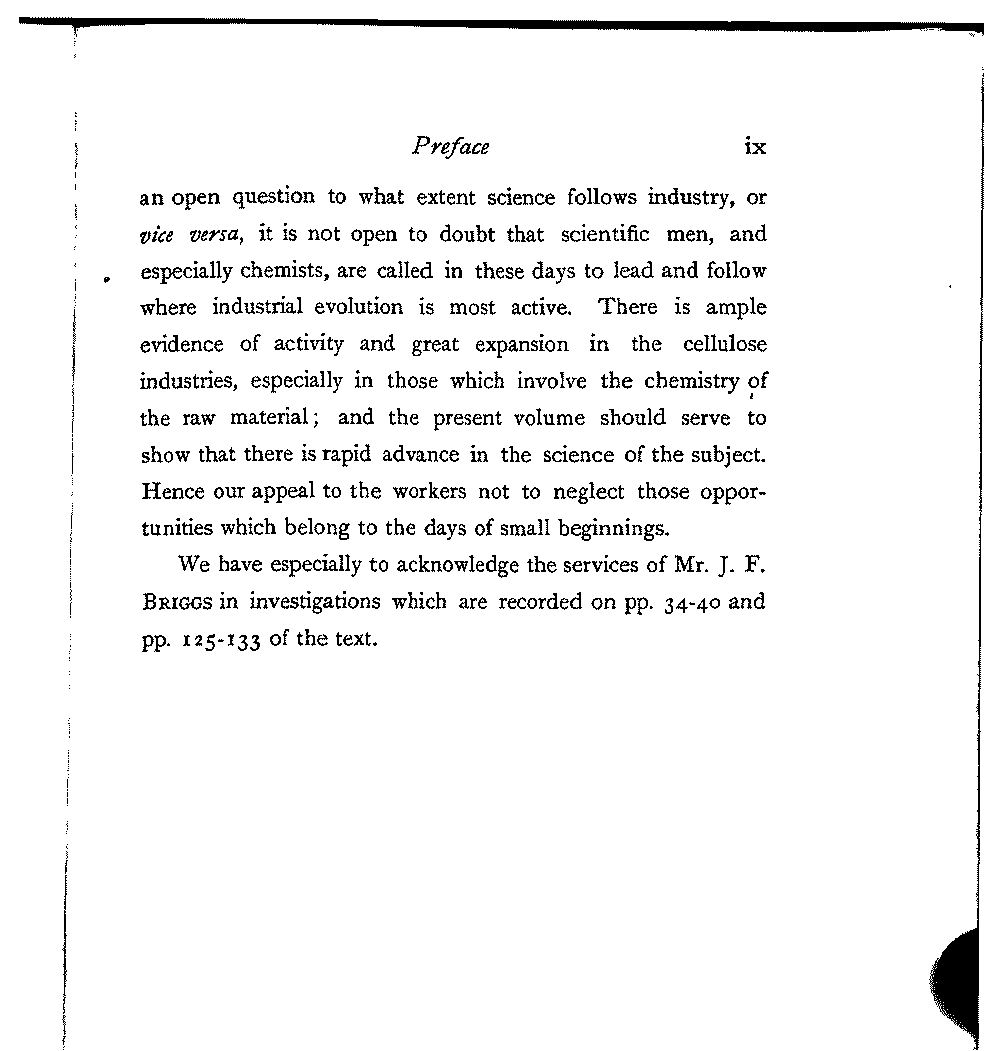 Preface ix
an open question to what extent science follows industry, or
vice versa, it is not open to doubt that scientific men, and
especially chemists, are called in these days to lead and follow
where industrial evolution is most active. There is ample
evidence of activity and great expansion in the cellulose
industries, especially in those which involve the chemistry of
the raw material; and the present volume should serve to
show that there is rapid advance in the science of the subject.
Hence our appeal to the workers not to neglect those oppor-
tunities which belong to the days of small beginnings.
We have especially to acknowledge the services of Mr. J. F.
BRIGGS in investigations which are recorded on pp. 34-40 and
pp. 125-133 of the text.